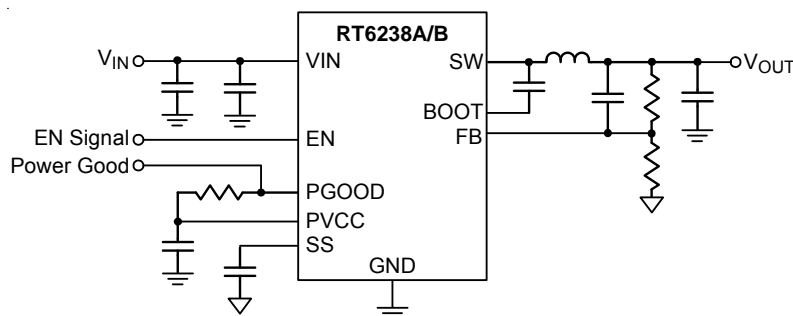 RT6238A/B
VIN
VIN
SW
VOUT
BOOT
EN Signal
EN
FB
Power Good
PGOOD
PVCC
SS
GND